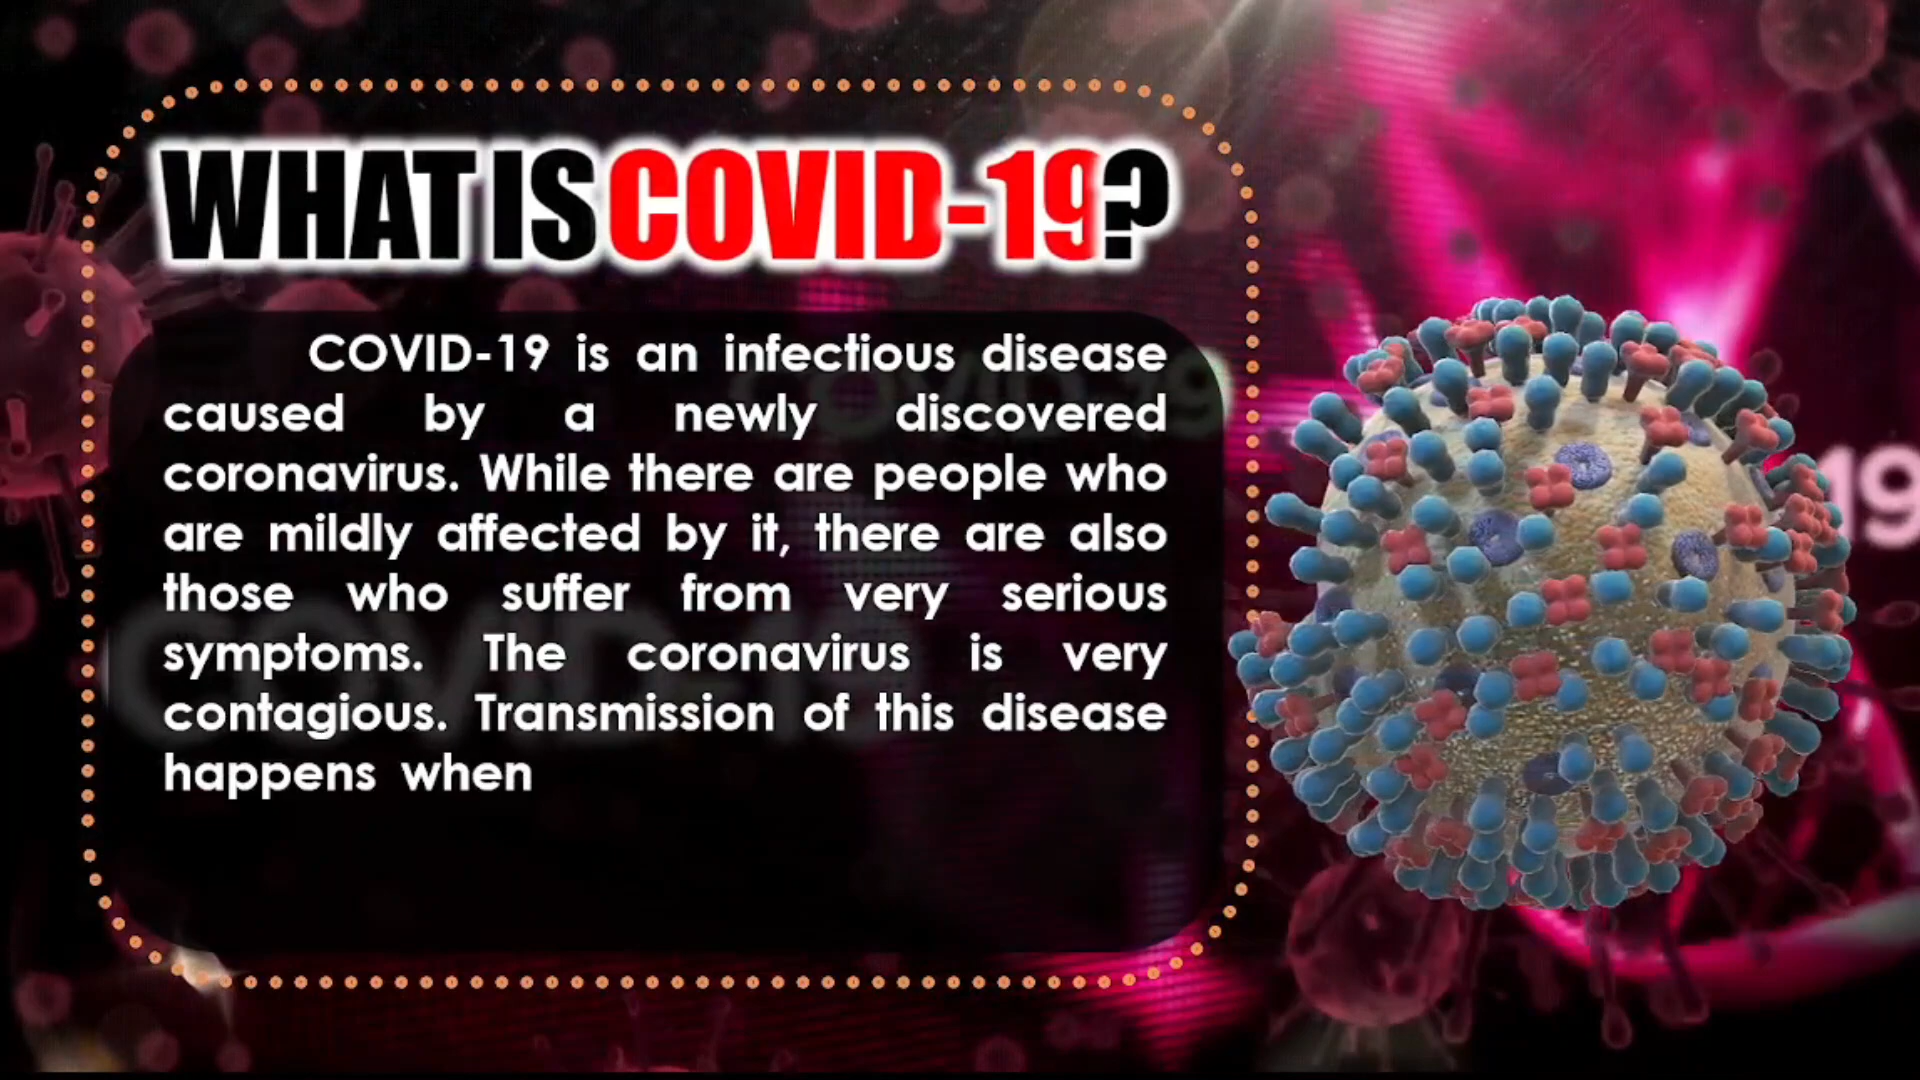 WHAT IS COVID-19?
COVID-19 is an infectious disease
caused by a newly discovered
coronavirus. While there are people who
are mildly affected by it, there are also
those who suffer from very serious
symptoms. The coronavirus is very
contagious. Transmission of this disease
happens when
19